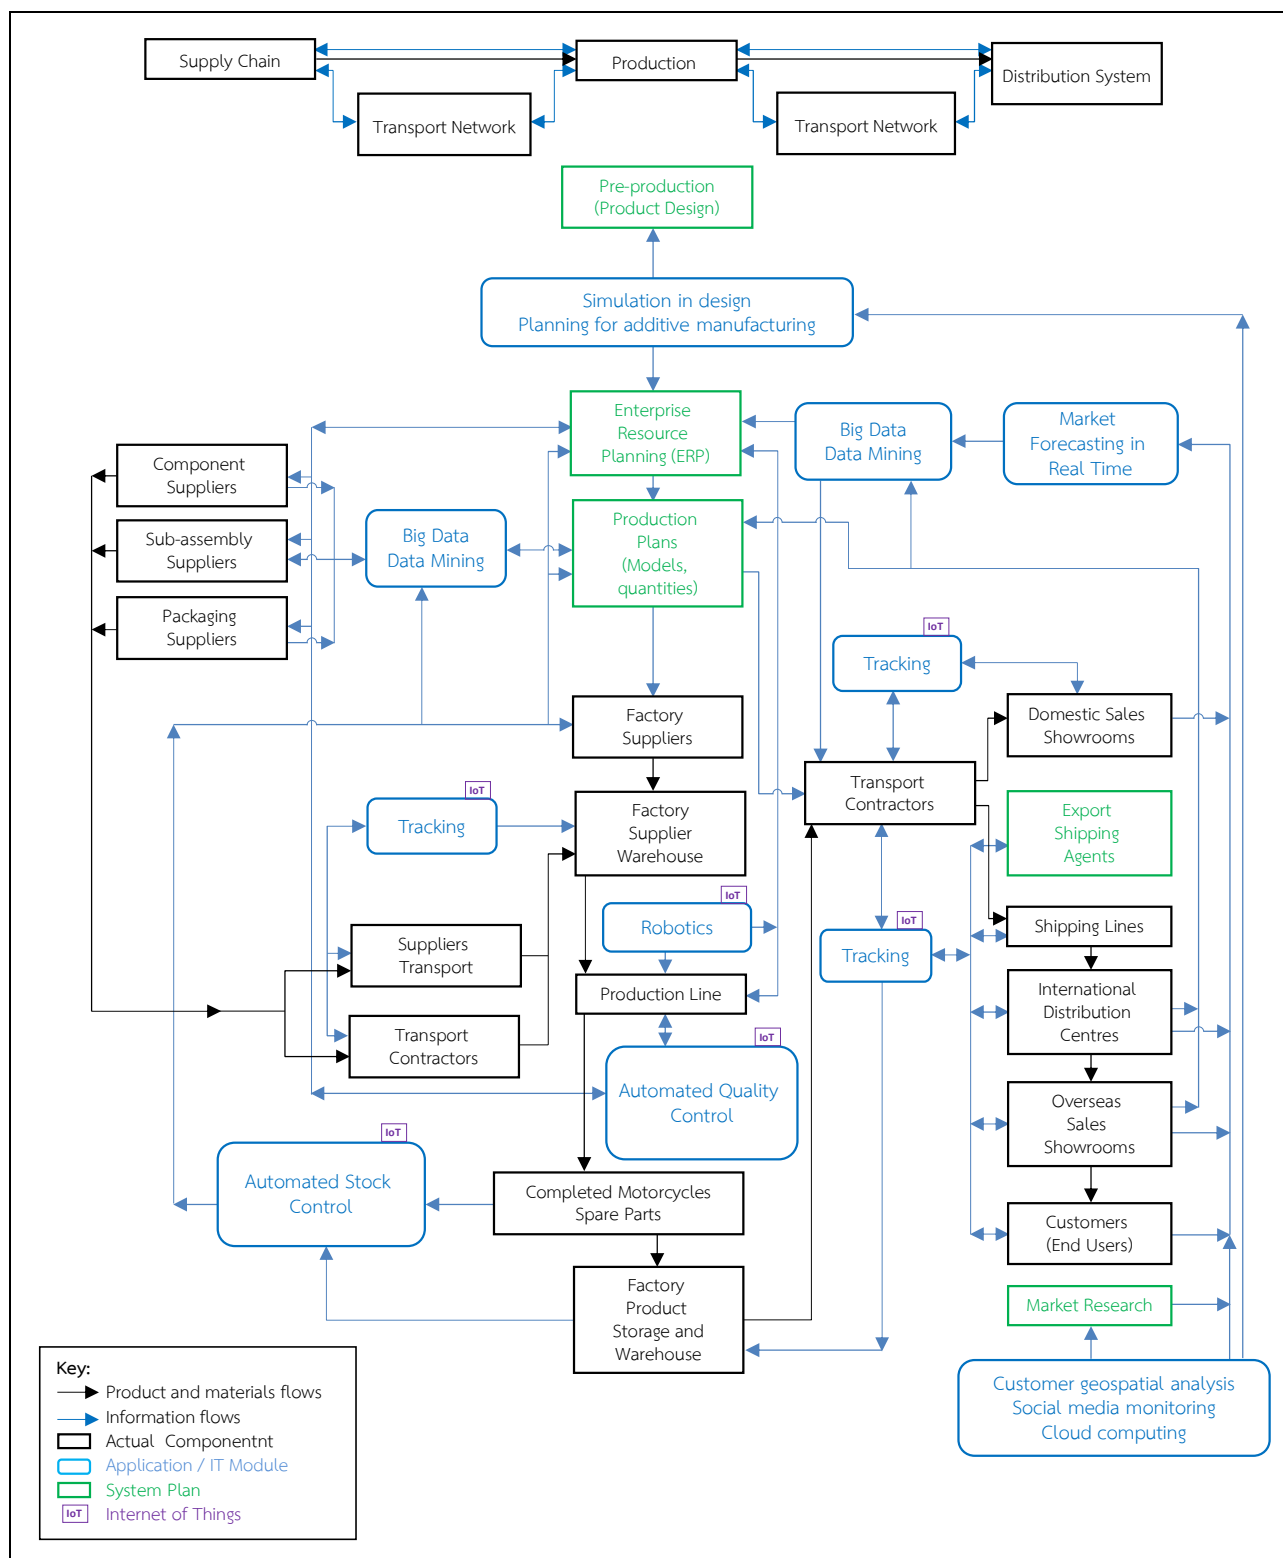 Supply Chain
Production
Distribution System
Transport Network
Transport Network
Pre-production
(Product Design)
Simulation in design
Planning for additive manufacturing
Enterprise
Resource
Planning (ERP)
Big Data
Data Mining
Market
Forecasting in
Real Time
Component
Suppliers
Sub-assembly
Suppliers
Packaging
Suppliers
Big Data
Data Mining
Production
Plans
(Models,
quantities)
IoT
Tracking
Domestic Sales
Showrooms
Factory
Suppliers
Transport
Contractors
IoT
Tracking
Factory
Supplier
Warehouse
Export
Shipping
Agents
IoT
Robotics
IoT
Tracking
Shipping Lines
Suppliers
Transport
Production Line
International
Distribution
Centres
Transport
Contractors
IoT
Automated Quality
Control
Overseas
Sales
Showrooms
IoT
Automated Stock
Control
Completed Motorcycles
Spare Parts
Customers
(End Users)
Factory
Product
Storage and
Warehouse
Market Research
Customer geospatial analysis
Social media monitoring
Cloud computing
Key:
Product and materials flows
Information flows
Actual Componentnt
Application / IT Module
System Plan
IoT Internet of Things